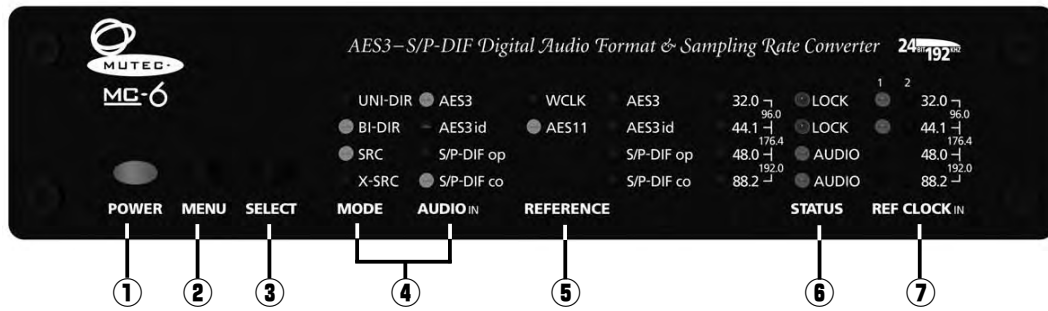 AES3–S/P-DIF Digital Audio Format & Sampling Rate Converter 24 BIT 192 KHZ
MUTEC
MC-6
1 2
UNI-DIR AES3 WCLK AES3 32.0 LOCK 32.0
96.0 96.0
BI-DIR AES3id AES11 AES3id 44.1 LOCK 44.1
176.4 176.4
SRC S/P-DIF op S/P-DIF op 48.0 AUDIO 48.0
192.0 192.0
X-SRC S/P-DIF co S/P-DIF co 88.2 AUDIO 88.2
POWER MENU SELECT MODE AUDIO IN REFERENCE STATUS REF CLOCK IN
1 2 3 4 5 6 7